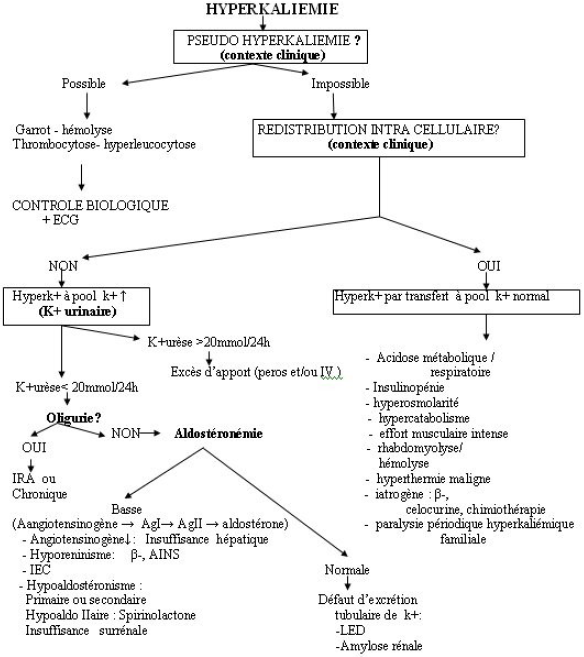 HYPERKALIEMIE
PSEUDO HYPERKALIEMIE ?
(contexte clinique)
Possible
Impossible
Garrot - hémolyse
Thrombocytose- hyperleucocytose
REDISTRIBUTION INTRA CELLULAIRE?
(contexte clinique)
CONTROLE BIOLOGIQUE
+ ECG
NON
OUI
Hyperk+ à pool k+ ↑
(K+ urinaire)
Hyperk+ par transfert à pool k+ normal
K+urèse >20mmol/24h
Excès d'apport (peros et/ou IV )
K+urèse< 20mmol/24h
Oligurie ?
OUI
NON
Aldostéronémie
IRA ou
Chronique
- Acidose métabolique /
respiratoire
- Insulinopénie
- hyperosmolarité
- hypercatabolisme
- effort musculaire intense
- rhabdomyolyse/
hémolyse
- hyperthermie maligne
- iatrogène : β-,
celocurine, chimiothérapie
- paralysie périodique hyperkaliémique
familiale
Basse
(Aangiotensinogène → AgI→ AgII → aldostérone)
- Angiotensinogène↓: Insuffisance hépatique
- Hyporeninisme: β-, AINS
- IEC
- Hypoaldostéronisme :
Primaire ou secondaire
Hypoaldo IIaire : Spirinolactone
Insuffisance surrénale
Normale
Défaut d'excrétion
tubulaire de k+:
-LED
-Amylose rénale